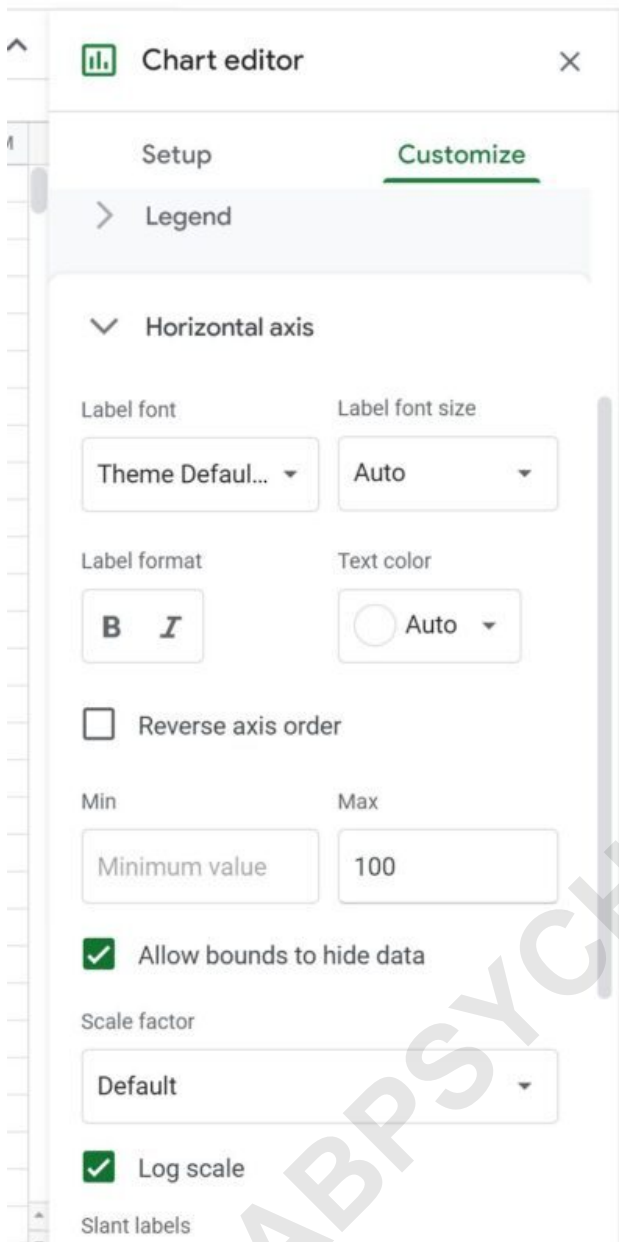 Chart editor
M
Setup Customize
Legend
Horizontal axis
Label font Label font size
Theme Defaul... Auto
Label format Text color
B I Auto
Reverse axis order
Min Max
Minimum value 100
Allow bounds to hide data
Scale factor
Default
Log scale
Slant labels
ABPSYCH